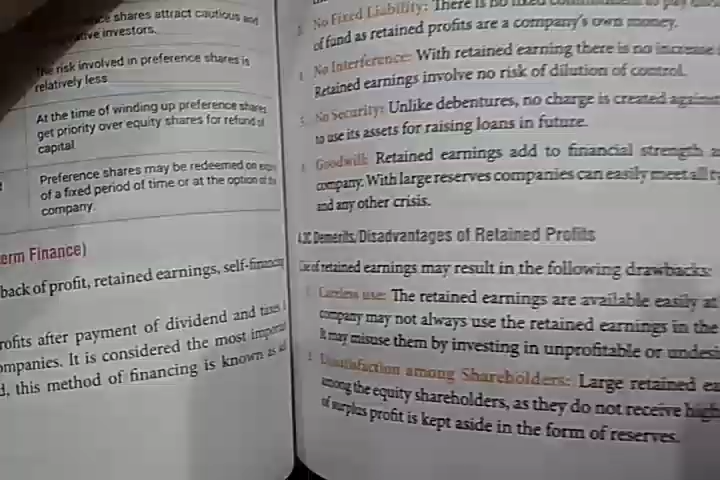 shares attract cautious and
investors.
The risk involved in preference shares is
relatively less
At the time of winding up preference shares
get priority over equity shares for refund of
capital
Preference shares may be redeemed on
of a fixed period of time or at the option of the
company.
erm Finance)
back of profit, retained earnings, self-financing
rofits after payment of dividend and taxes
ompanies. It is considered the most
d, this method of financing is known as
No Fixed Liability: There is no fixed
of fund as retained profits are a company's own money.
No Interference: With retained earning there is no increase
Retained earnings involve no risk of dilution of control.
No Security: Unlike debentures, no charge is created
to use its assets for raising loans in future.
Goodwill: Retained earnings add to financial strength
company. With large reserves companies can easily meet all
and any other crisis.
Demerits/Disadvantages of Retained Profits
Use of retained earnings may result in the following drawbacks:
Careless use: The retained earnings are available easily at
company may not always use the retained earnings in the
It may misuse them by investing in unprofitable or
2 Dissatisfaction among Shareholders: Large retained
among the equity shareholders, as they do not receive high
of surplus profit is kept aside in the form of reserves.